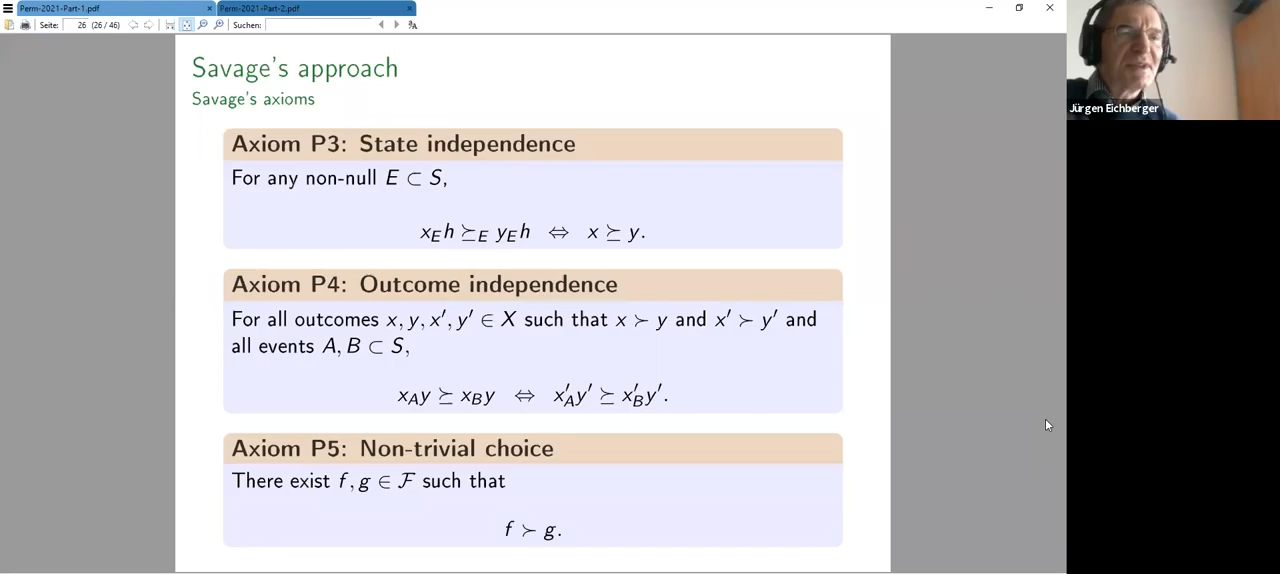 Perm-2021-Part-1.pdf
Perm-2021-Part-2.pdf
Seite: 26 (26 / 46) Suchen:
Jürgen Eichberger
Savage's approach
Savage's axioms
Axiom P3: State independence
For any non-null E ⊂ S,
x_E h ⪰_E y_E h ⇔ x ⪰ y.
Axiom P4: Outcome independence
For all outcomes x, y, x′, y′ ∈ X such that x ≻ y and x′ ≻ y′ and
all events A, B ⊂ S,
x_A y ⪰ x_B y ⇔ x′_A y′ ⪰ x′_B y′.
Axiom P5: Non-trivial choice
There exist f, g ∈ ℱ such that
f ≻ g.